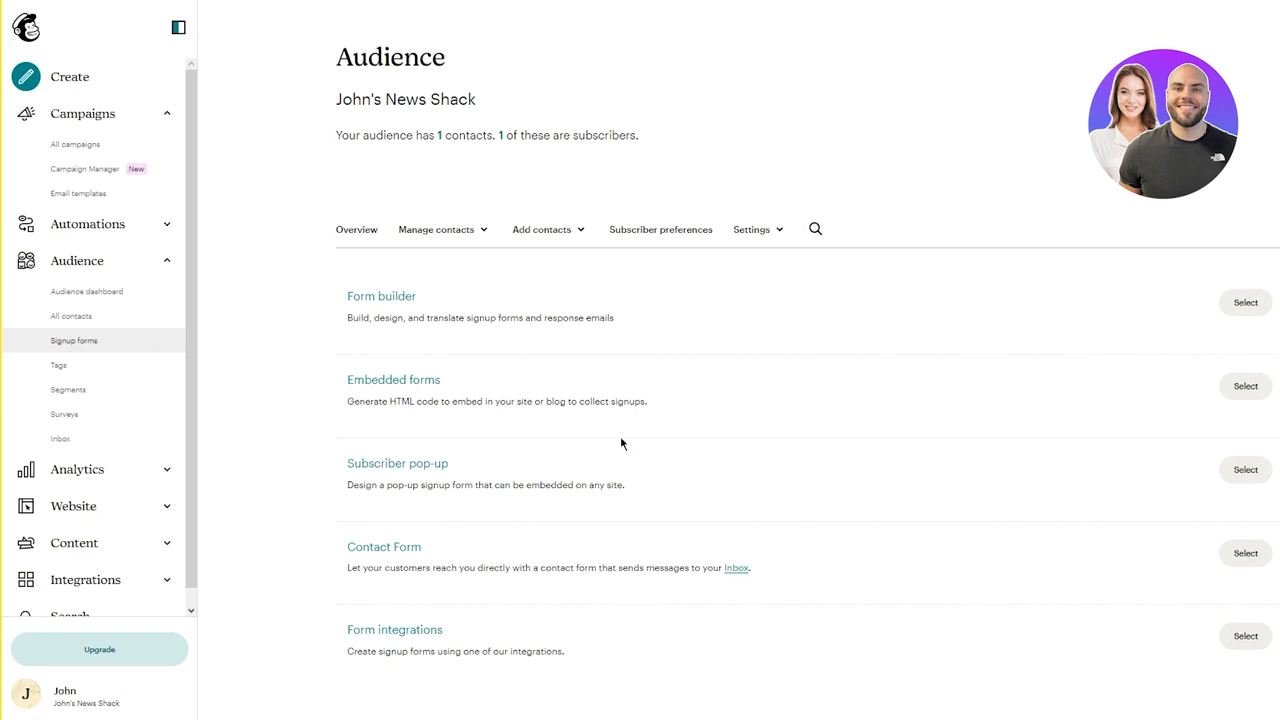 Create
Campaigns
All campaigns
Campaign Manager New
Email templates
Automations
Audience
Audience dashboard
All contacts
Signup forms
Tags
Segments
Surveys
Inbox
Analytics
Website
Content
Integrations
Search
Upgrade
J
John
John's News Shack
Audience
John's News Shack
Your audience has 1 contacts. 1 of these are subscribers.
Overview Manage contacts Add contacts Subscriber preferences Settings
Form builder
Build, design, and translate signup forms and response emails
Select
Embedded forms
Generate HTML code to embed in your site or blog to collect signups.
Select
Subscriber pop-up
Design a pop-up signup form that can be embedded on any site.
Select
Contact Form
Let your customers reach you directly with a contact form that sends messages to your Inbox.
Select
Form integrations
Create signup forms using one of our integrations.
Select